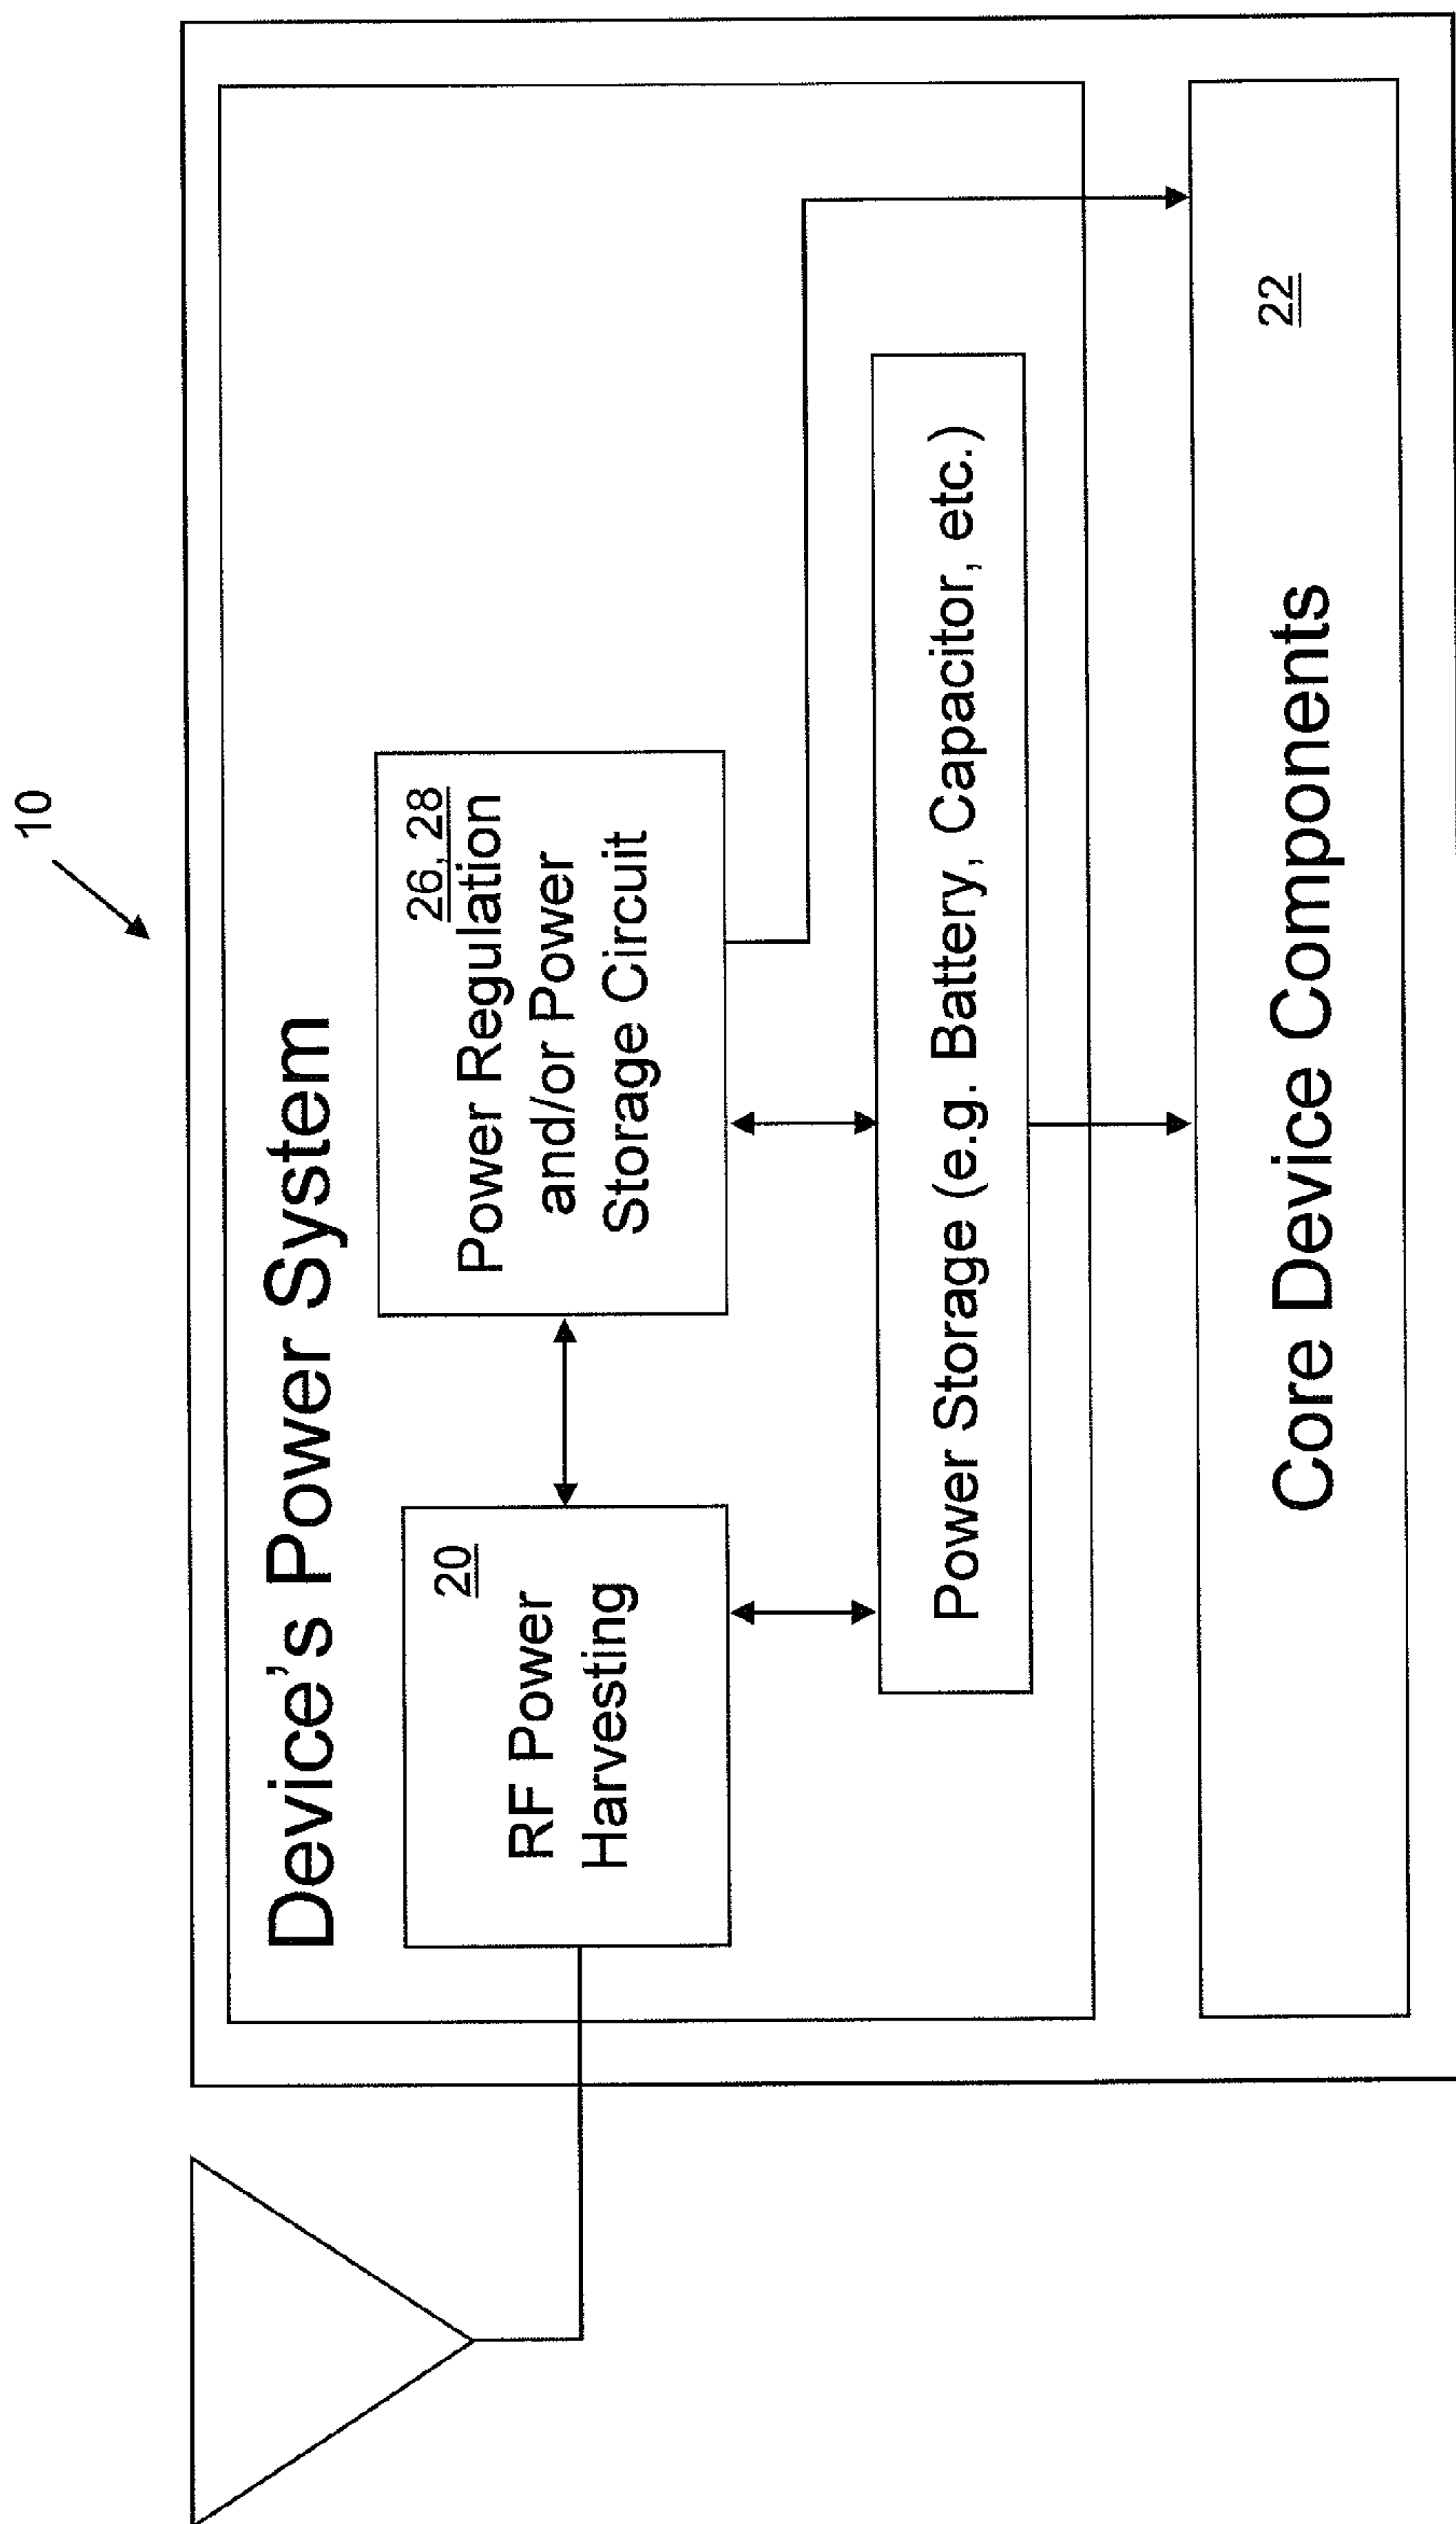 10
Device's Power System
20
RF Power
Harvesting
26, 28
Power Regulation
and/or Power
Storage Circuit
Power Storage (e.g. Battery, Capacitor, etc.)
Core Device Components
22